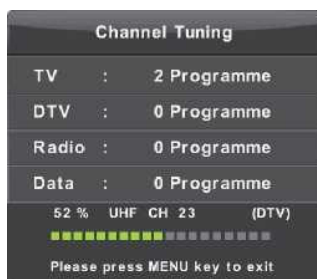 Channel Tuning
TV : 2 Programme
DTV : 0 Programme
Radio : 0 Programme
Data : 0 Programme
52 % UHF CH 23 (DTV)
Please press MENU key to exit